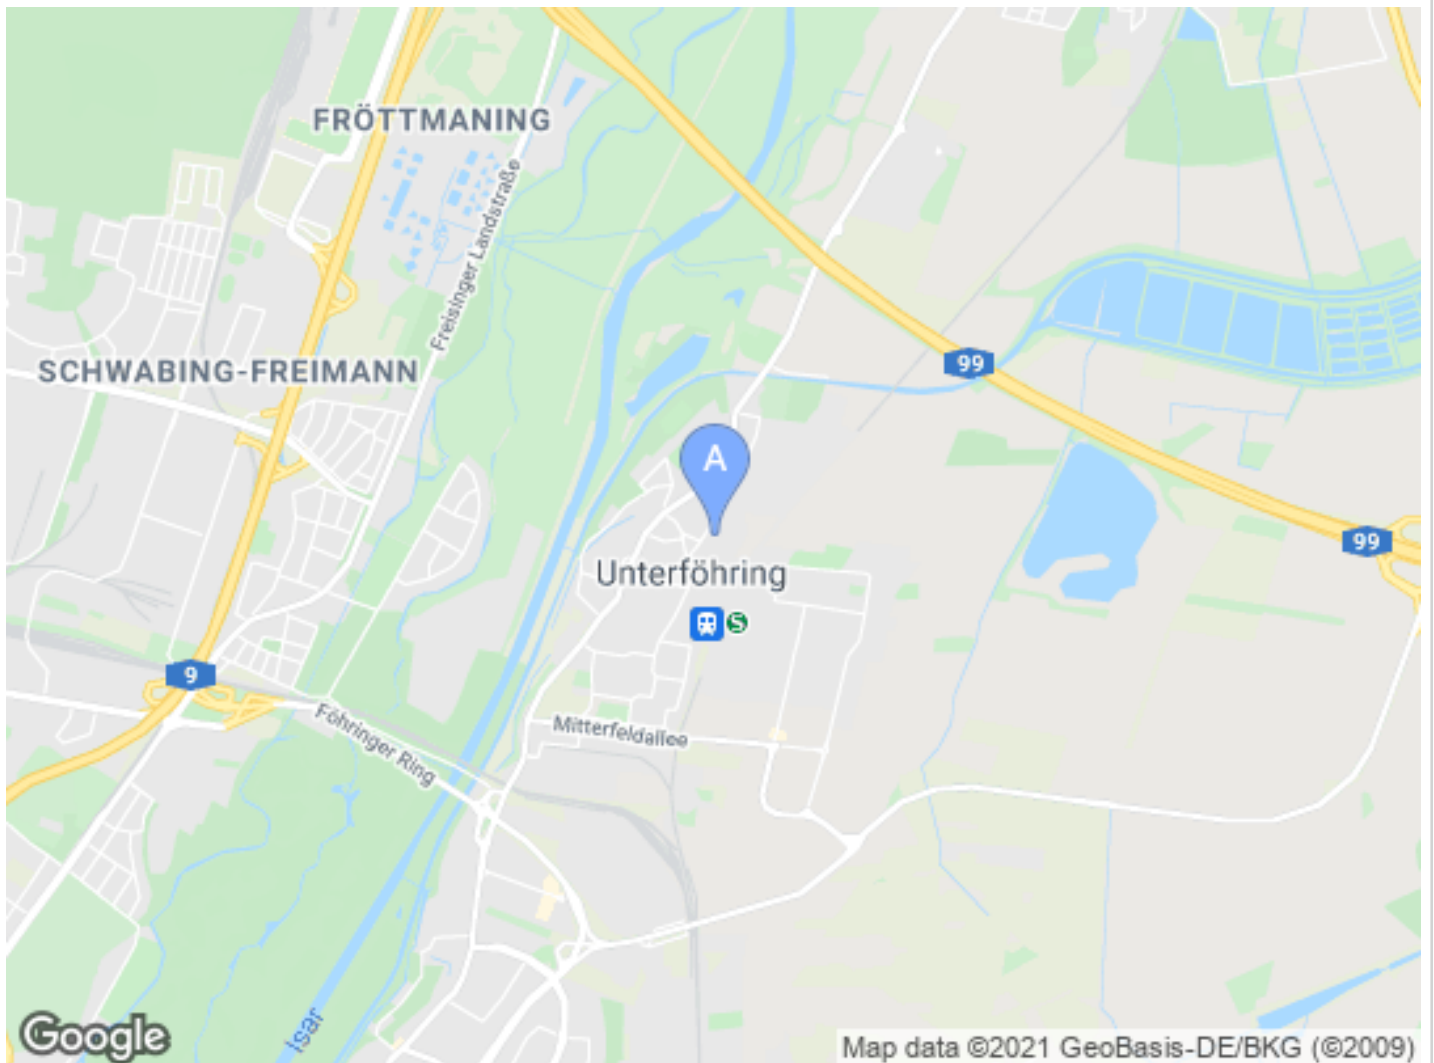 FRÖTTMANING
Freisinger Landstraße
99
SCHWABING-FREIMANN
A
99
Unterföhring
S
9
Föhringer Ring
Mitterfeldallee
Isar
Google
Map data ©2021 GeoBasis-DE/BKG (©2009)